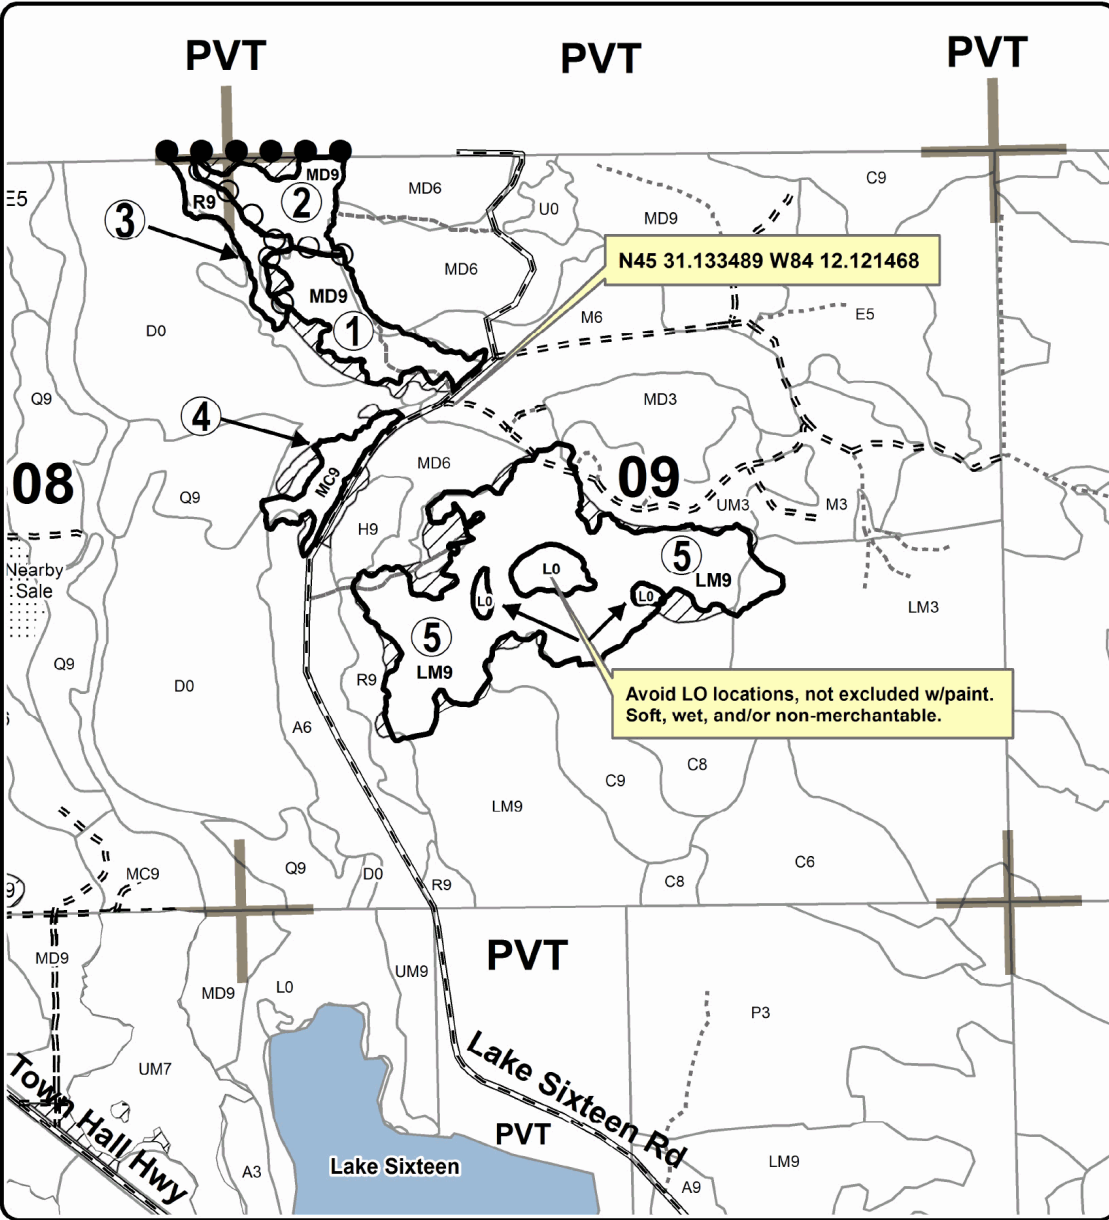 PVT
PVT
PVT
E5
R9
MD9
2
MD6
U0
C9
MD9
3
N45 31.133489 W84 12.121468
MD6
MD9
M6
E5
1
D0
Q9
MD3
4
MD6
MC9
08
09
Q9
UM3
M3
H9
Nearby
Sale
L0
5
LM9
L0
L0
LM3
5
LM9
Q9
R9
D0
A6
Avoid LO locations, not excluded w/paint.
Soft, wet, and/or non-merchantable.
C8
C9
LM9
Q9
D0
R9
MC9
C8
C6
MD9
PVT
UM9
MD9
L0
P3
UM7
Town Hall Hwy
Lake Sixteen Rd
PVT
Lake Sixteen
A3
LM9
A9